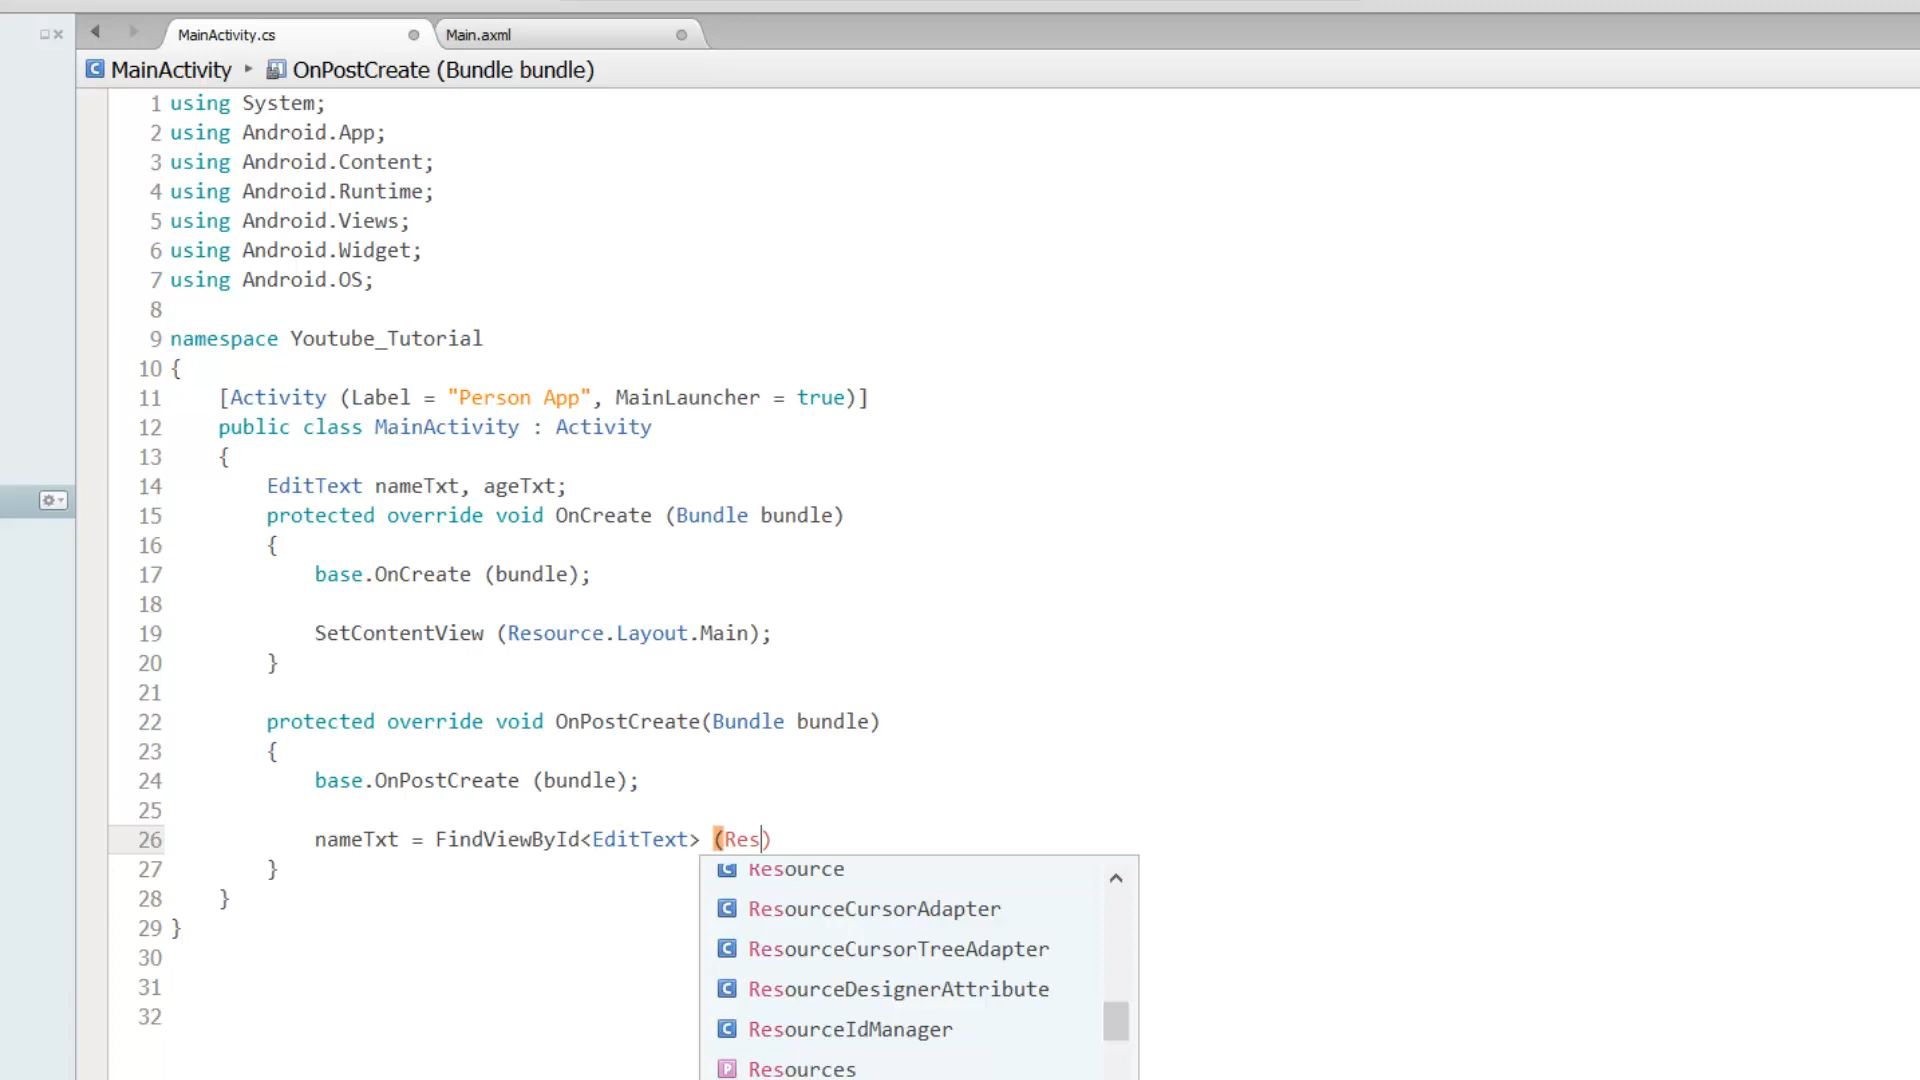 MainActivity.cs Main.axml
MainActivity OnPostCreate (Bundle bundle)
1 using System;
2 using Android.App;
3 using Android.Content;
4 using Android.Runtime;
5 using Android.Views;
6 using Android.Widget;
7 using Android.OS;
8
9 namespace Youtube_Tutorial
10 {
11 [Activity (Label = "Person App", MainLauncher = true)]
12 public class MainActivity : Activity
13 {
14 EditText nameTxt, ageTxt;
15 protected override void OnCreate (Bundle bundle)
16 {
17 base.OnCreate (bundle);
18
19 SetContentView (Resource.Layout.Main);
20 }
21
22 protected override void OnPostCreate(Bundle bundle)
23 {
24 base.OnPostCreate (bundle);
25
26 nameTxt = FindViewById<EditText> (Res)
27 }
28 }
29 }
30
31
32
Resource
ResourceCursorAdapter
ResourceCursorTreeAdapter
ResourceDesignerAttribute
ResourceIdManager
Resources